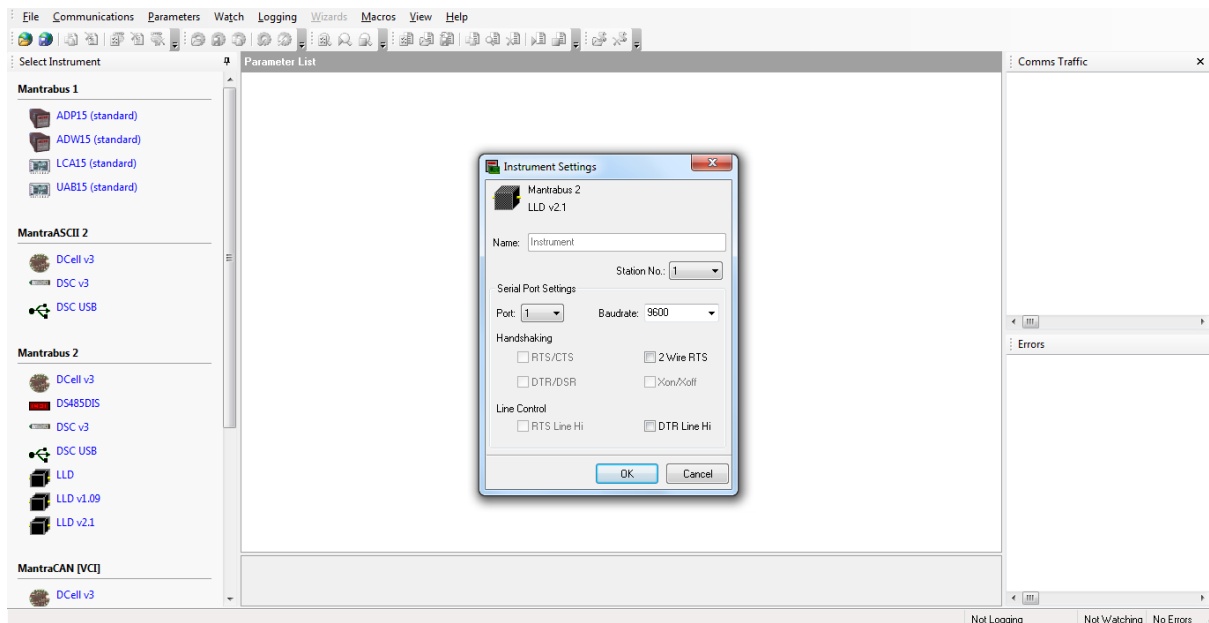 File Communications Parameters Watch Logging Wizards Macros View Help
Select Instrument
Parameter List
Comms Traffic
Mantrabus 1
ADP15 (standard)
ADW15 (standard)
LCA15 (standard)
UAB15 (standard)
MantraASCII 2
DCell v3
DSC v3
DSC USB
Mantrabus 2
DCell v3
DS485DIS
DSC v3
DSC USB
LLD
LLD v1.09
LLD v2.1
MantraCAN [VCI]
DCell v3
Instrument Settings
Mantrabus 2
LLD v2.1
Name: Instrument
Station No.: 1
Serial Port Settings
Port: 1 Baudrate: 9600
Handshaking
RTS/CTS 2 Wire RTS
DTR/DSR Xon/Xoff
Line Control
RTS Line Hi DTR Line Hi
OK Cancel
Errors
Not Logging Not Watching No Errors